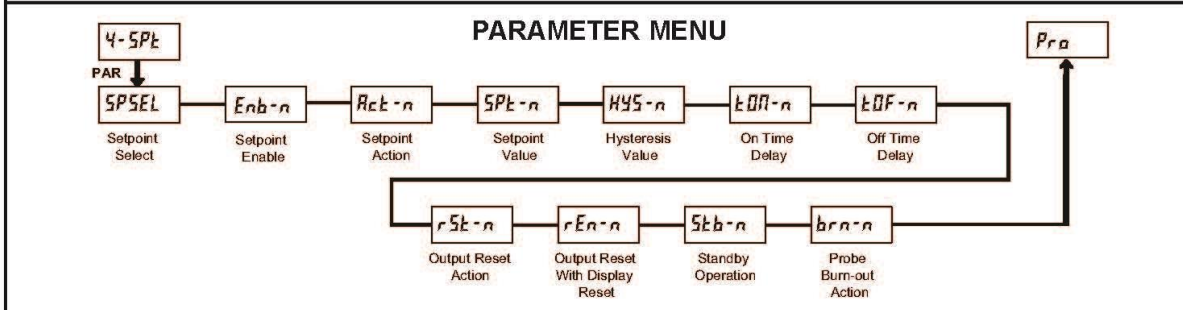 PARAMETER MENU
4-SPt
Pro
PAR
SPSEL
Enb-n
Act-n
SPt-n
HYS-n
tON-n
tOF-n
Setpoint
Select
Setpoint
Enable
Setpoint
Action
Setpoint
Value
Hysteresis
Value
On Time
Delay
Off Time
Delay
rSt-n
rEn-n
Stb-n
brn-n
Output Reset
Action
Output Reset
With Display
Reset
Standby
Operation
Probe
Burn-out
Action